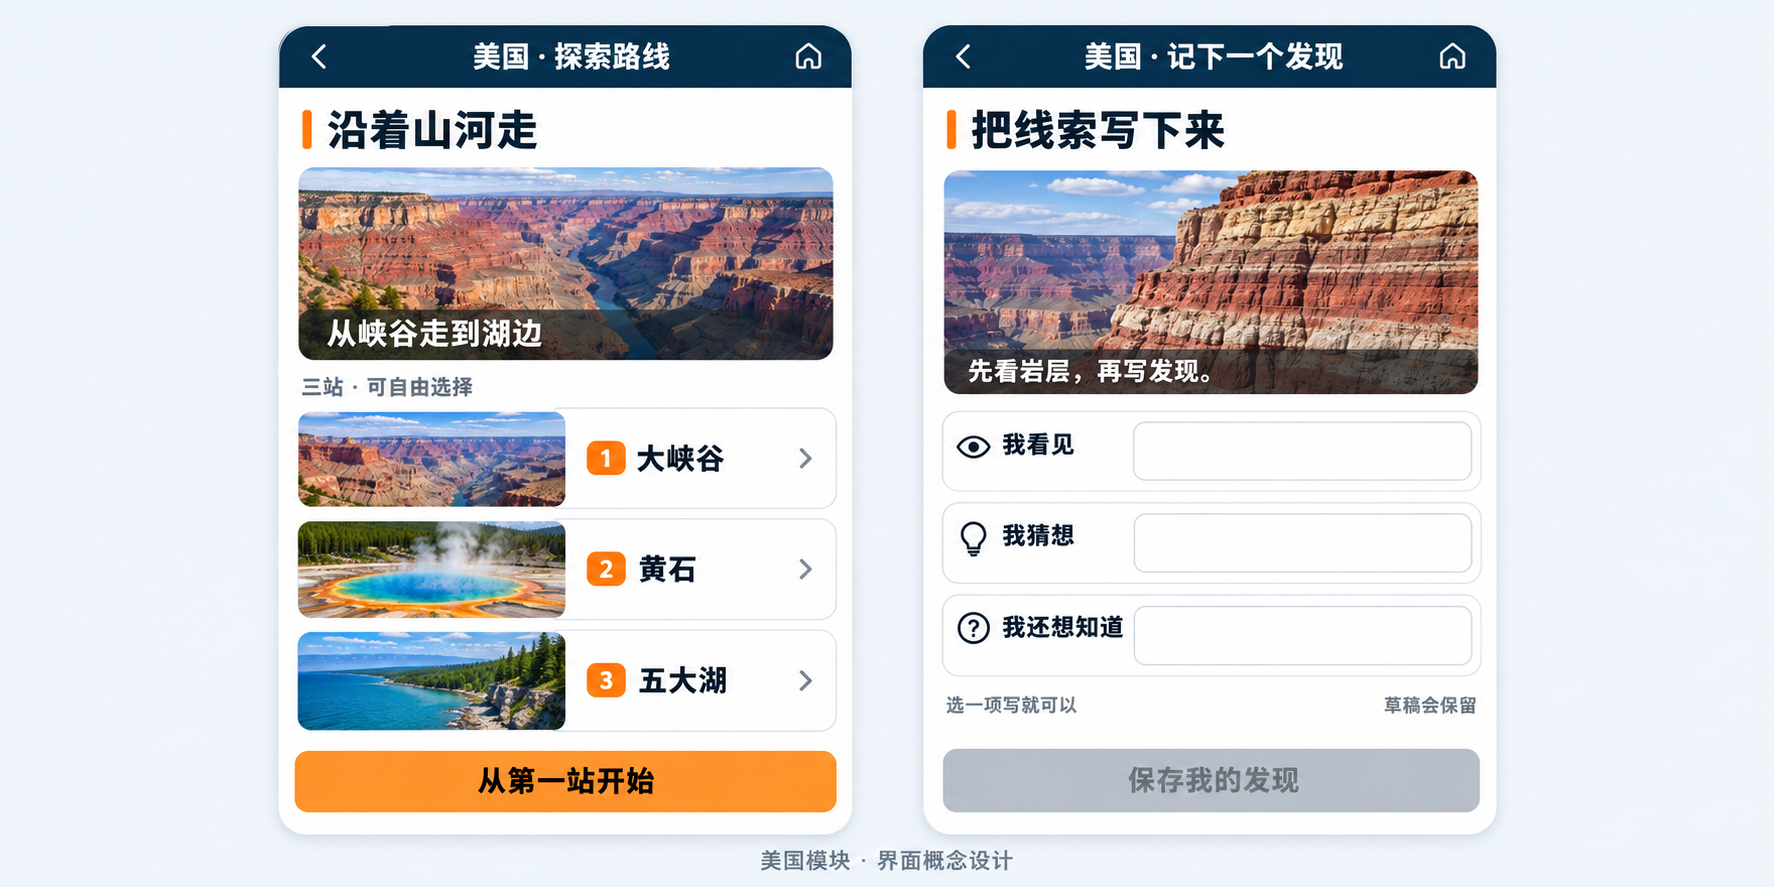 美国 · 探索路线
沿着山河走
从峡谷走到湖边
三站 · 可自由选择
1 大峡谷
2 黄石
3 五大湖
从第一站开始
美国 · 记下一个发现
把线索写下来
先看岩层，再写发现。
我看见
我猜想
我还想知道
选一项写就可以
草稿会保留
保存我的发现
美国模块 · 界面概念设计